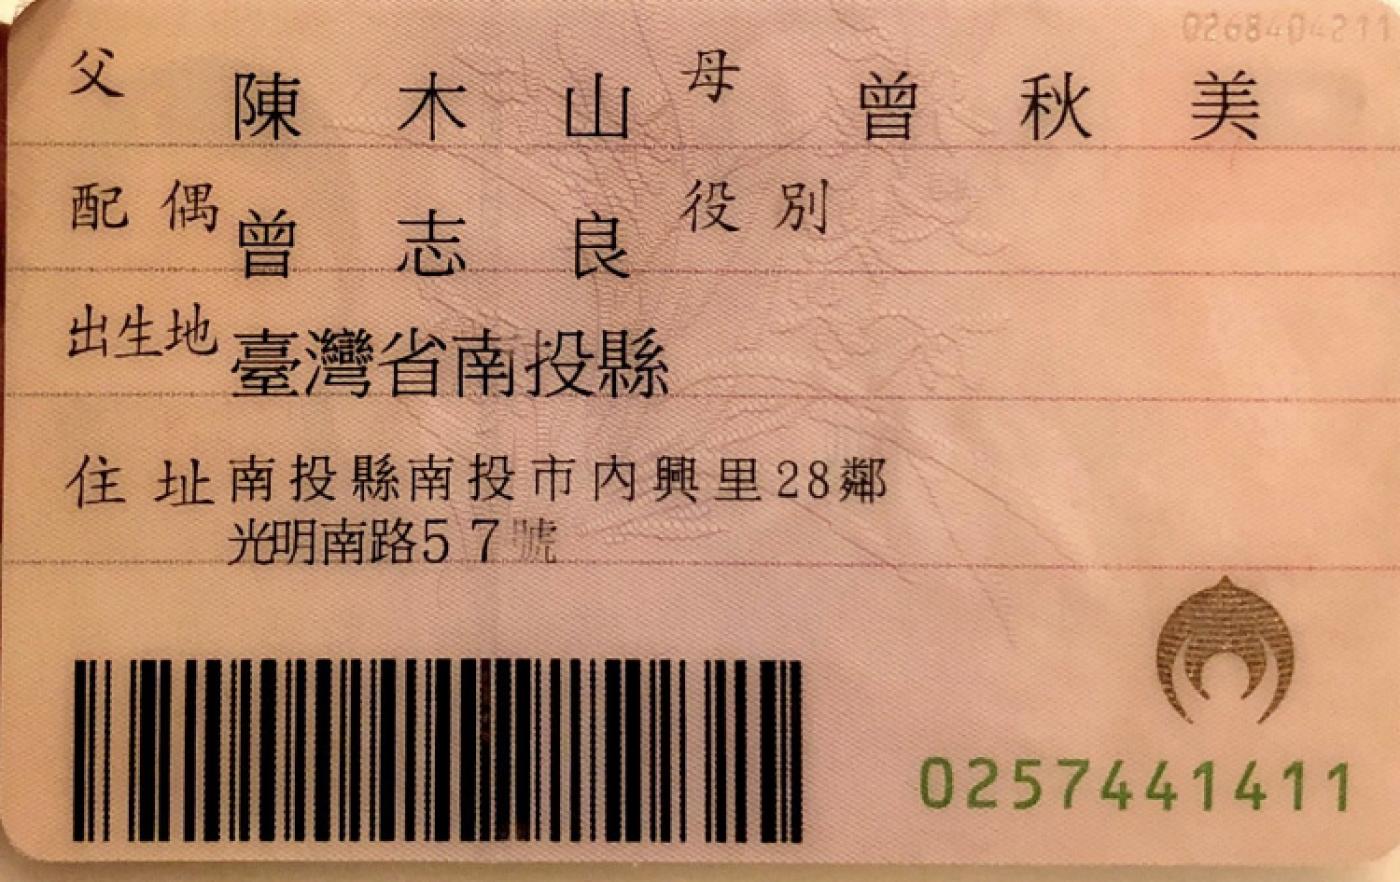 0268404211
父 陳木山 母 曾秋美
配偶 曾志良 役別
出生地 臺灣省南投縣
住址 南投縣南投市內興里28鄰
光明南路57號
0257441411